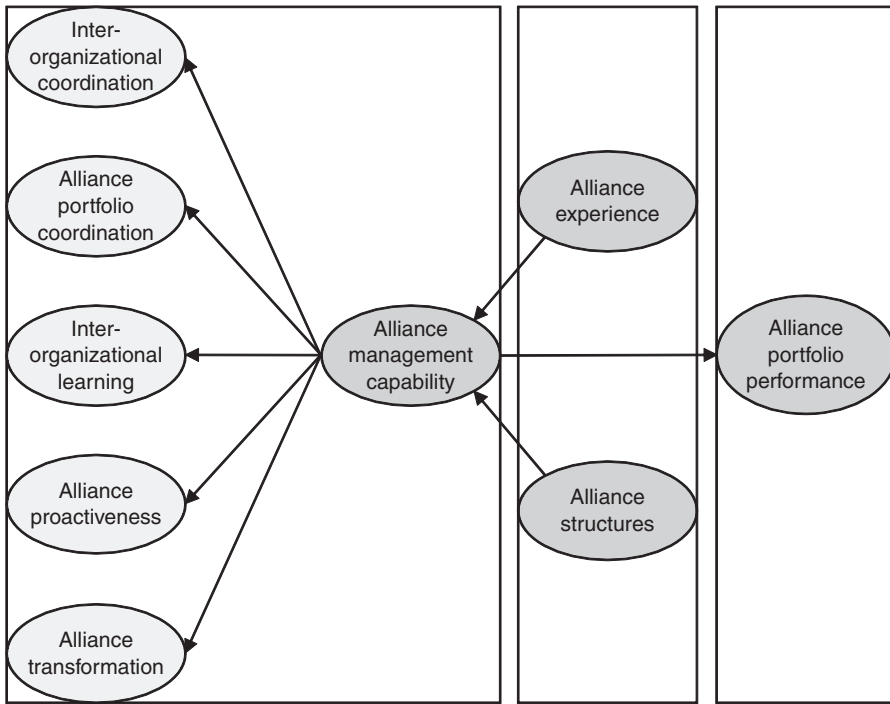 Inter-
organizational
coordination
Alliance
portfolio
coordination
Inter-
organizational
learning
Alliance
proactiveness
Alliance
transformation
Alliance
management
capability
Alliance
experience
Alliance
structures
Alliance
portfolio
performance